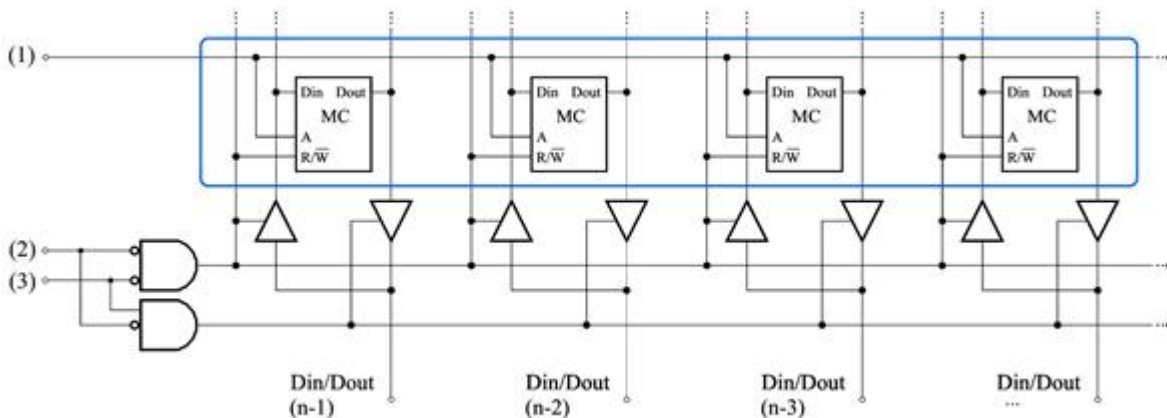 (1)
Din Dout
MC
A
R/W̅
Din Dout
MC
A
R/W̅
Din Dout
MC
A
R/W̅
Din Dout
MC
A
R/W̅
(2)
(3)
Din/Dout
(n-1)
Din/Dout
(n-2)
Din/Dout
(n-3)
Din/Dout
...